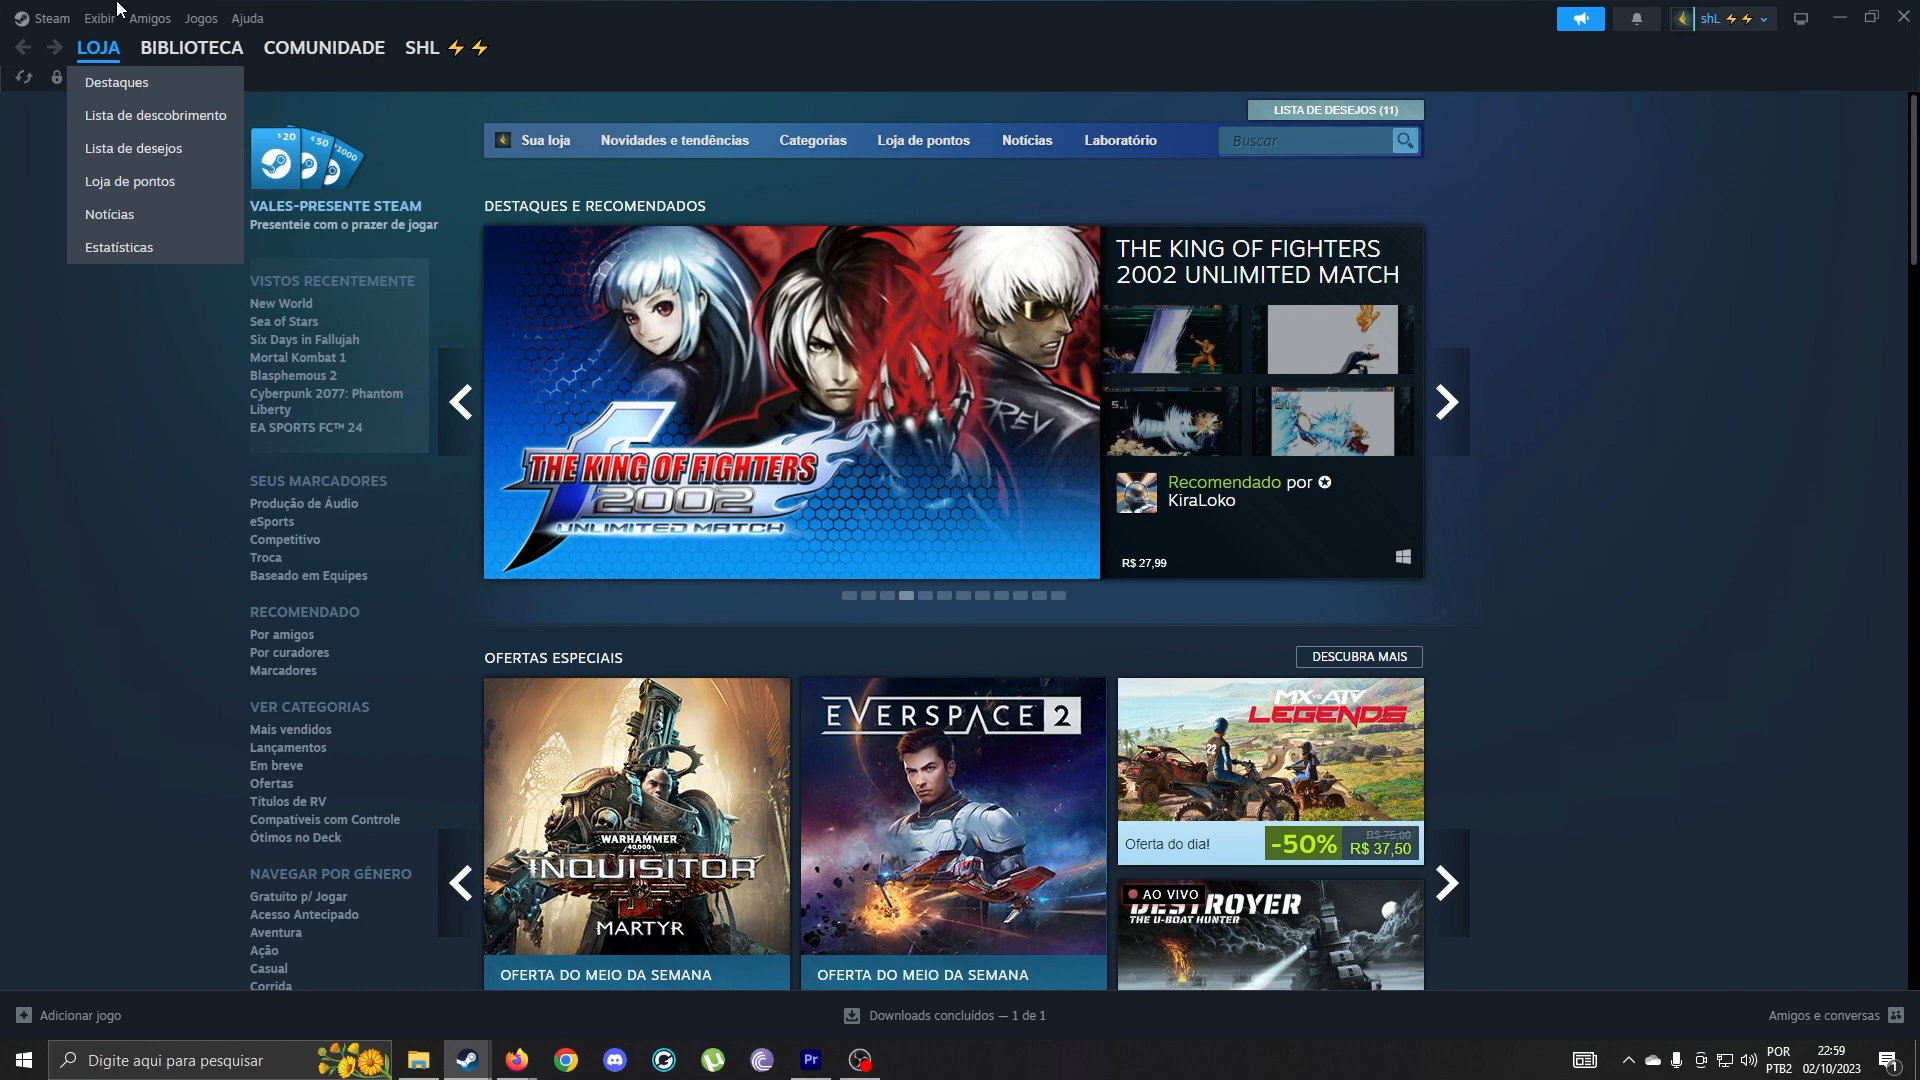 Steam Exibir Amigos Jogos Ajuda
shL ⚡⚡
LOJA BIBLIOTECA COMUNIDADE SHL ⚡⚡
Destaques
Lista de descobrimento
Lista de desejos
Loja de pontos
Notícias
Estatísticas
LISTA DE DESEJOS (11)
Sua loja Novidades e tendências Categorias Loja de pontos Notícias Laboratório Buscar
$20 €50 ¥1000
VALES-PRESENTE STEAM
Presenteie com o prazer de jogar
VISTOS RECENTEMENTE
New World
Sea of Stars
Six Days in Fallujah
Mortal Kombat 1
Blasphemous 2
Cyberpunk 2077: Phantom
Liberty
EA SPORTS FC™ 24
SEUS MARCADORES
Produção de Áudio
eSports
Competitivo
Troca
Baseado em Equipes
RECOMENDADO
Por amigos
Por curadores
Marcadores
VER CATEGORIAS
Mais vendidos
Lançamentos
Em breve
Ofertas
Títulos de RV
Compatíveis com Controle
Ótimos no Deck
NAVEGAR POR GÊNERO
Gratuito p/ Jogar
Acesso Antecipado
Aventura
Ação
Casual
Corrida
DESTAQUES E RECOMENDADOS
PREV
THE KING OF FIGHTERS
2002
UNLIMITED MATCH
THE KING OF FIGHTERS
2002 UNLIMITED MATCH
Recomendado por ✪
KiraLoko
R$ 27,99
OFERTAS ESPECIAIS
DESCUBRA MAIS
WARHAMMER
40,000
INQUISITOR
MARTYR
OFERTA DO MEIO DA SEMANA
EVERSPACE 2
OFERTA DO MEIO DA SEMANA
MX vs ATV
LEGENDS
22
Oferta do dia!
-50%
R$ 75,00
R$ 37,50
AO VIVO
DESTROYER
THE U-BOAT HUNTER
Adicionar jogo
Downloads concluídos — 1 de 1
Amigos e conversas
Digite aqui para pesquisar
Pr
POR
PTB2
22:59
02/10/2023
1